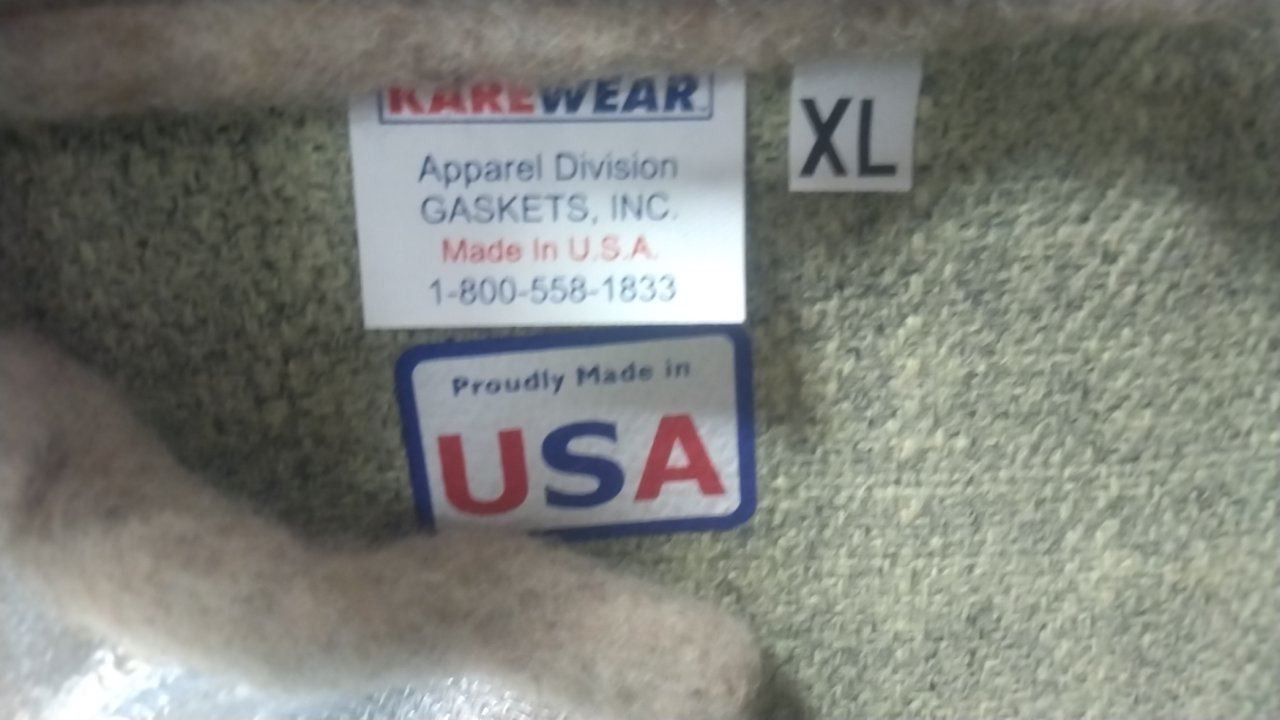 KAREWEAR
XL
Apparel Division
GASKETS, INC.
Made In U.S.A.
1-800-558-1833
Proudly Made in
USA